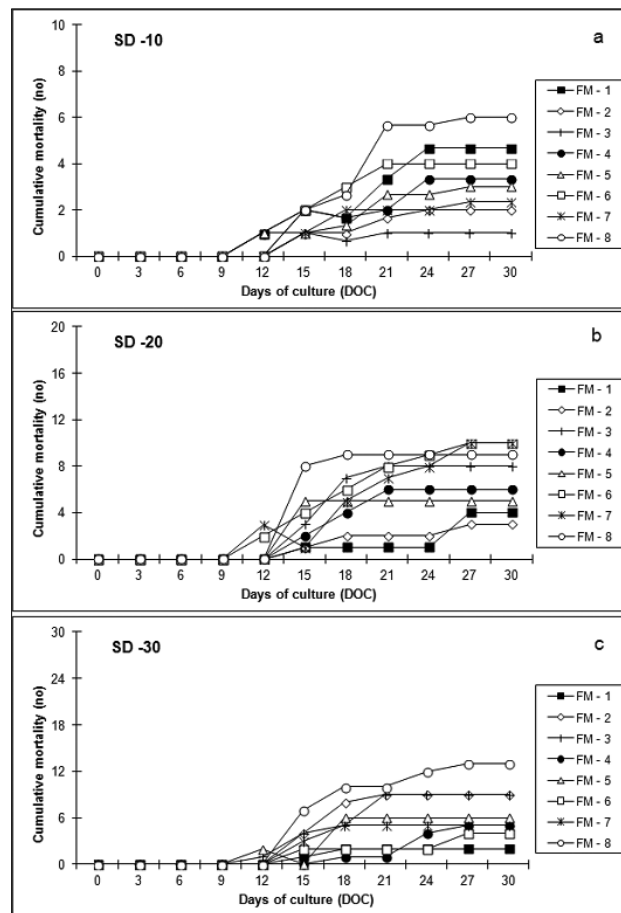 SD -10
a
Cumulative mortality (no)
10
8
6
4
2
0
0 3 6 9 12 15 18 21 24 27 30
Days of culture (DOC)
FM - 1
FM - 2
FM - 3
FM - 4
FM - 5
FM - 6
FM - 7
FM - 8
SD -20
b
Cumulative mortality (no)
20
16
12
8
4
0
0 3 6 9 12 15 18 21 24 27 30
Days of culture (DOC)
FM - 1
FM - 2
FM - 3
FM - 4
FM - 5
FM - 6
FM - 7
FM - 8
SD -30
c
Cumulative mortality (no)
30
24
18
12
6
0
0 3 6 9 12 15 18 21 24 27 30
Days of culture (DOC)
FM - 1
FM - 2
FM - 3
FM - 4
FM - 5
FM - 6
FM - 7
FM - 8